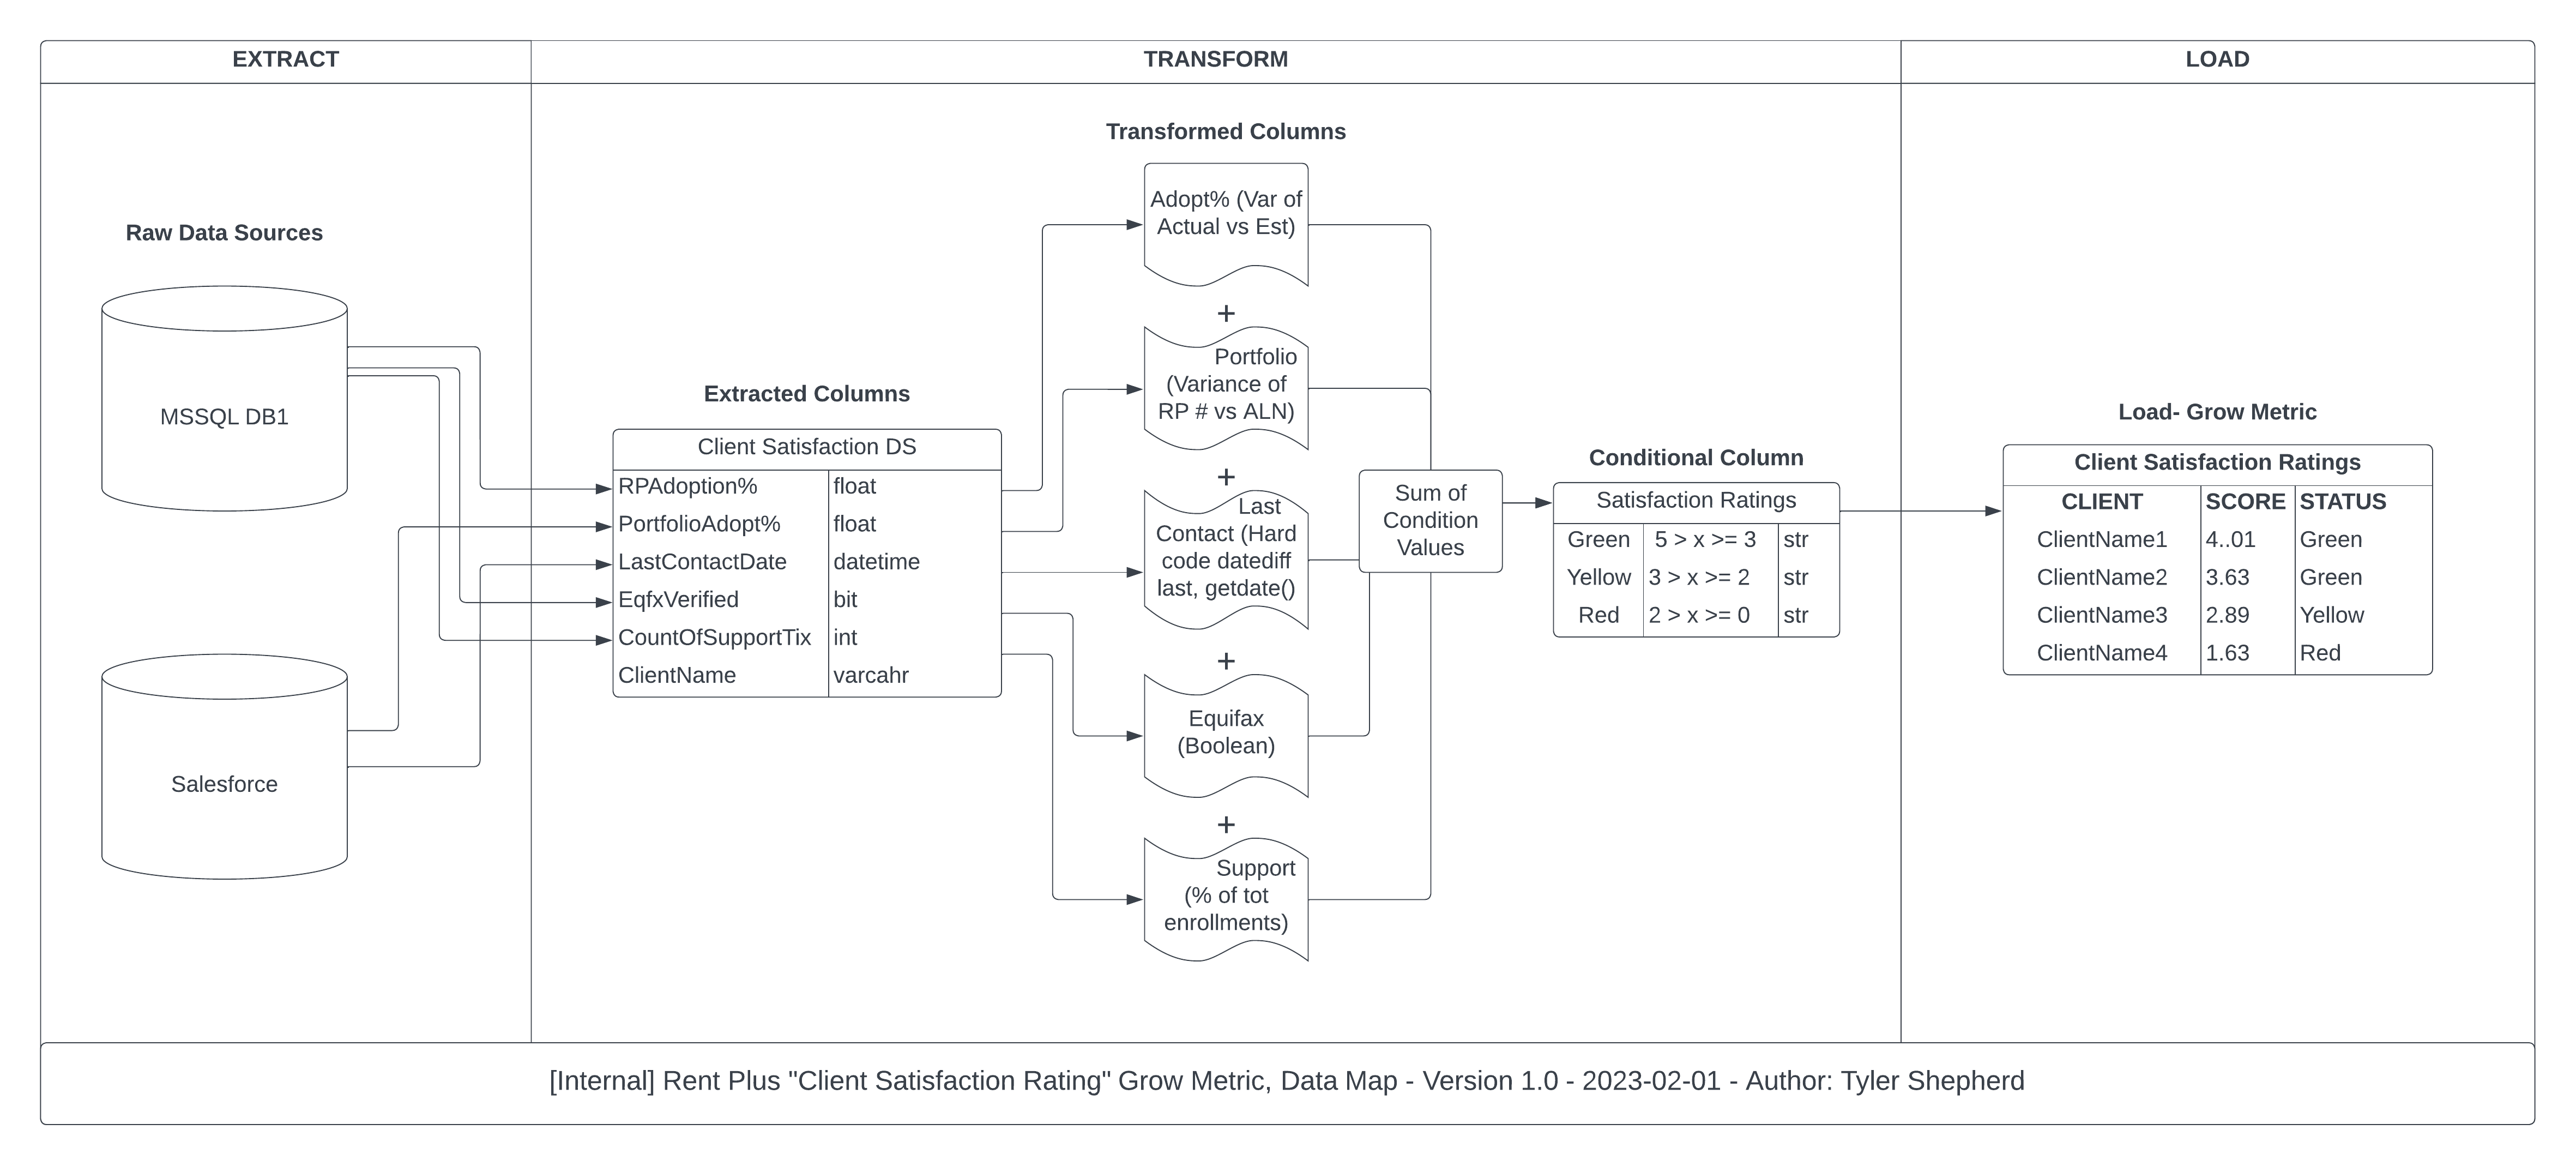 EXTRACT
TRANSFORM
LOAD
Raw Data Sources
MSSQL DB1
Salesforce
Extracted Columns
Client Satisfaction DS
RPAdoption% float
PortfolioAdopt% float
LastContactDate datetime
EqfxVerified bit
CountOfSupportTix int
ClientName varcahr
Transformed Columns
Adopt% (Var of
Actual vs Est)
+
Portfolio
(Variance of
RP # vs ALN)
+
Last
Contact (Hard
code datediff
last, getdate()
+
Equifax
(Boolean)
+
Support
(% of tot
enrollments)
Sum of
Condition
Values
Conditional Column
Satisfaction Ratings
Green 5 > x >= 3 str
Yellow 3 > x >= 2 str
Red 2 > x >= 0 str
Load- Grow Metric
Client Satisfaction Ratings
CLIENT SCORE STATUS
ClientName1 4..01 Green
ClientName2 3.63 Green
ClientName3 2.89 Yellow
ClientName4 1.63 Red
[Internal] Rent Plus "Client Satisfaction Rating" Grow Metric, Data Map - Version 1.0 - 2023-02-01 - Author: Tyler Shepherd